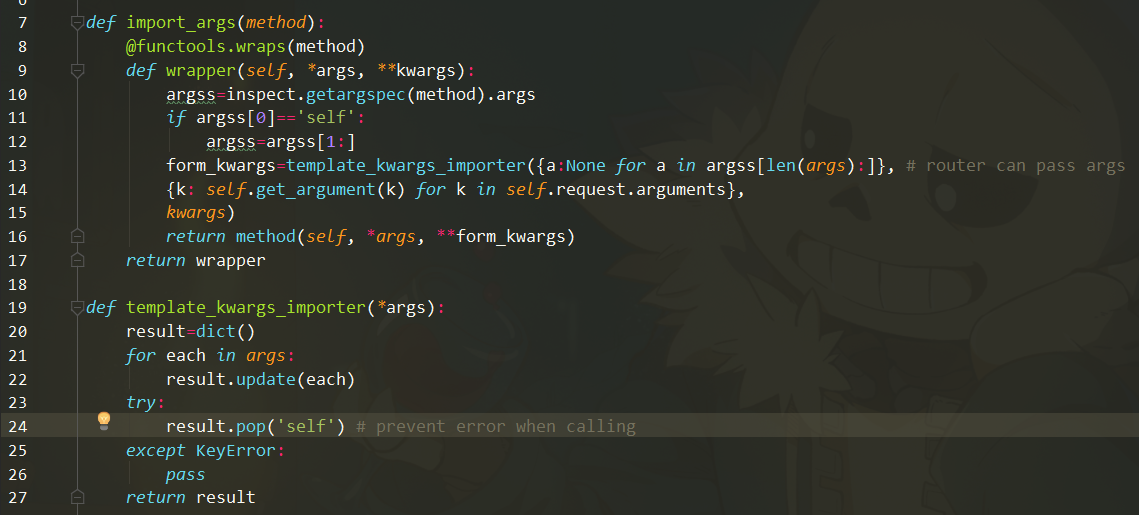 7 def import_args(method):
8     @functools.wraps(method)
9     def wrapper(self, *args, **kwargs):
10         argss=inspect.getargspec(method).args
11         if argss[0]=='self':
12             argss=argss[1:]
13         form_kwargs=template_kwargs_importer({a:None for a in argss[len(args):]}, # router can pass args
14         {k: self.get_argument(k) for k in self.request.arguments},
15         kwargs)
16         return method(self, *args, **form_kwargs)
17     return wrapper
18
19 def template_kwargs_importer(*args):
20     result=dict()
21     for each in args:
22         result.update(each)
23     try:
24         result.pop('self') # prevent error when calling
25     except KeyError:
26         pass
27     return result